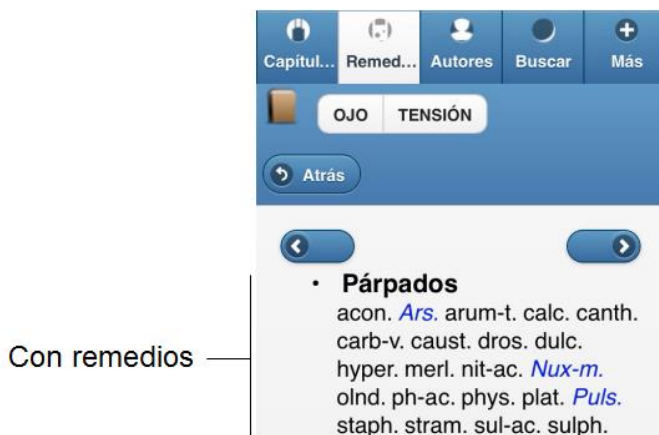 Capítul... Remed... Autores Buscar Más
OJO TENSIÓN
Atrás
• Párpados
acon. Ars. arum-t. calc. canth.
carb-v. caust. dros. dulc.
Con remedios
hyper. merl. nit-ac. Nux-m.
olnd. ph-ac. phys. plat. Puls.
staph. stram. sul-ac. sulph.